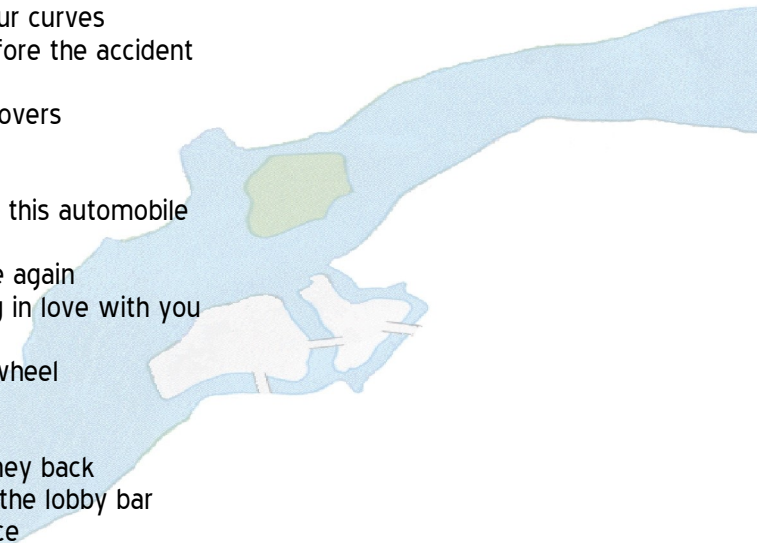 ur curves
fore the accident
overs
this automobile
e again
g in love with you
wheel
ney back
the lobby bar
ce